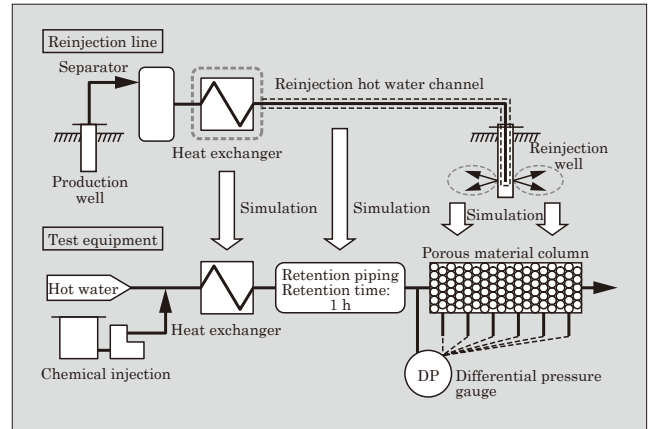 Reinjection line
Separator
Reinjection hot water channel
Heat exchanger
Reinjection
well
Production
well
Simulation
Simulation
Simulation
Test equipment
Porous material column
Hot water
Retention piping
Retention time:
1 h
Heat exchanger
Chemical injection
DP
Differential pressure
gauge